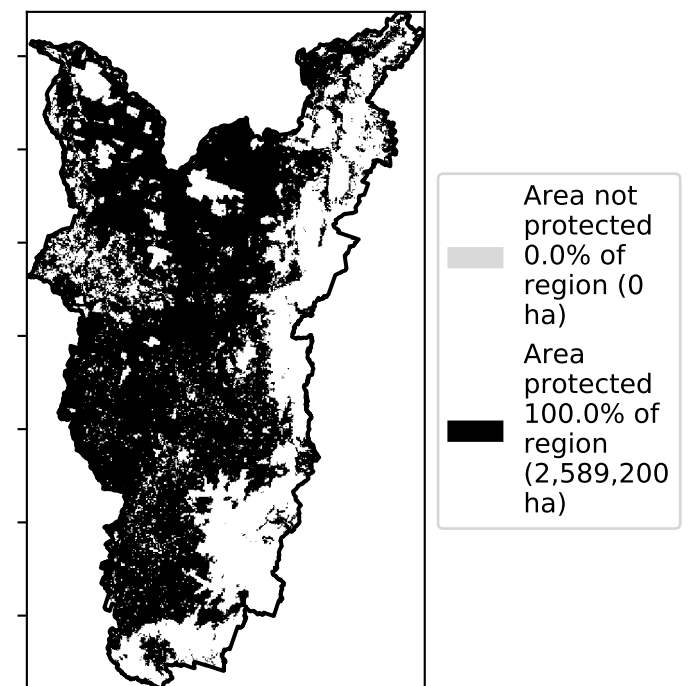 Area not
protected
0.0% of
region (0
ha)
Area
protected
100.0% of
region
(2,589,200
ha)